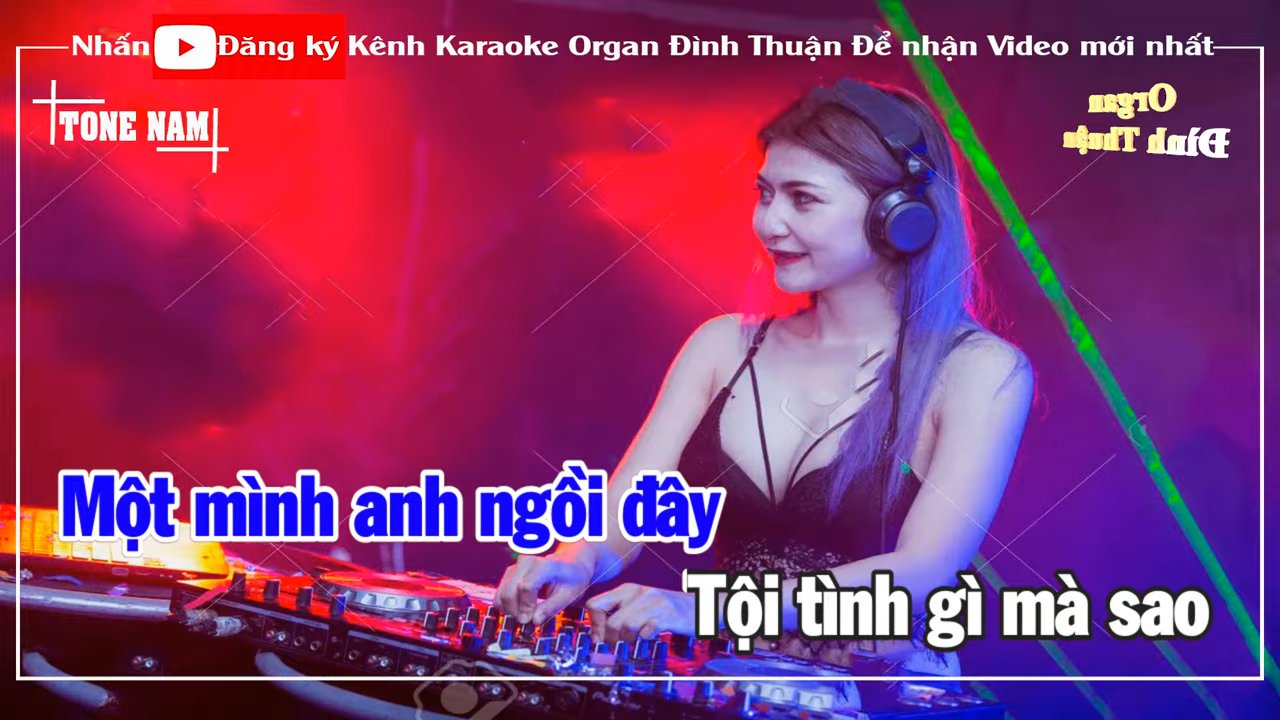 Nhấn Đăng ký Kênh Karaoke Organ Đình Thuận Để nhận Video mới nhất
TONE NAM
Organ
Đình Thuận
Một mình anh ngồi đây
Tội tình gì mà sao